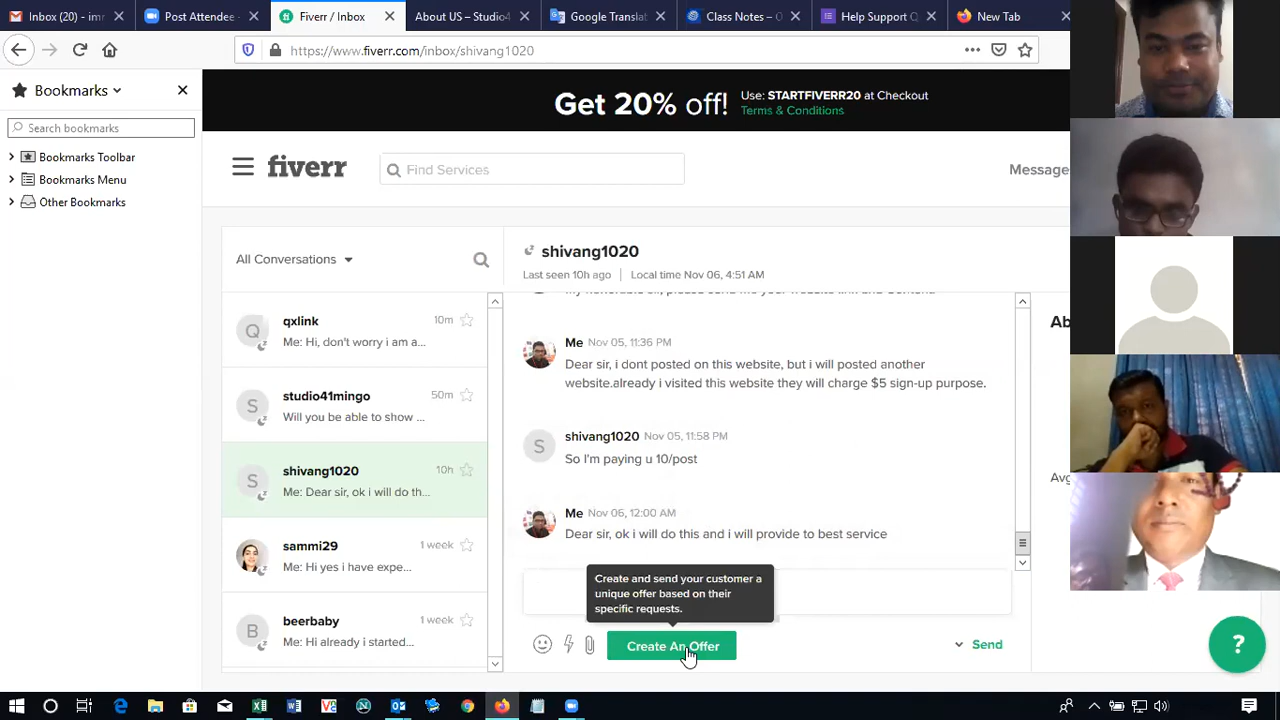 Inbox (20) - mr
Post Attendee -
Fiverr / Inbox
About US – Studio4
Google Translat
Class Notes – O
Help Support Q
New Tab
https://www.fiverr.com/inbox/shivang1020
Bookmarks
Search bookmarks
Bookmarks Toolbar
Bookmarks Menu
Other Bookmarks
Get 20% off!
Use: STARTFIVERR20 at Checkout
Terms & Conditions
fiverr
Find Services
Message
All Conversations
qxlink
10m
Me: Hi, don't worry i am a...
studio41mingo
50m
Will you be able to show ...
shivang1020
10h
Me: Dear sir, ok i will do th...
sammi29
1 week
Me: Hi yes i have expe...
beerbaby
1 week
Me: Hi already i started...
shivang1020
Last seen 10h ago
Local time Nov 06, 4:51 AM
Me
Nov 05, 11:36 PM
Dear sir, i dont posted on this website, but i will posted another
website.already i visited this website they will charge $5 sign-up purpose.
shivang1020
Nov 05, 11:58 PM
So I'm paying u 10/post
Me
Nov 06, 12:00 AM
Dear sir, ok i will do this and i will provide to best service
Create and send your customer a
unique offer based on their
specific requests.
Create An Offer
Send
Ab
Avg
?
Q
S
S
B
S